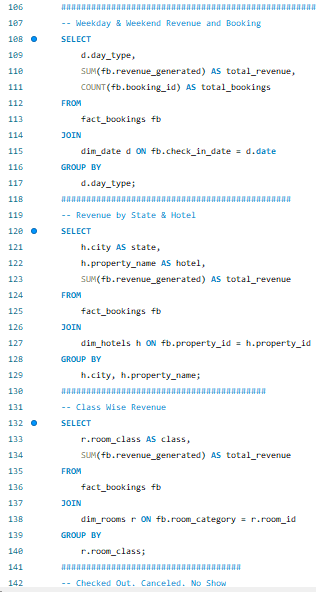 106 ####################################################
107 -- Weekday & Weekend Revenue and Booking
108 SELECT
109 d.day_type,
110 SUM(fb.revenue_generated) AS total_revenue,
111 COUNT(fb.booking_id) AS total_bookings
112 FROM
113 fact_bookings fb
114 JOIN
115 dim_date d ON fb.check_in_date = d.date
116 GROUP BY
117 d.day_type;
118 ###############################################
119 -- Revenue by State & Hotel
120 SELECT
121 h.city AS state,
122 h.property_name AS hotel,
123 SUM(fb.revenue_generated) AS total_revenue
124 FROM
125 fact_bookings fb
126 JOIN
127 dim_hotels h ON fb.property_id = h.property_id
128 GROUP BY
129 h.city, h.property_name;
130 ##########################################
131 -- Class Wise Revenue
132 SELECT
133 r.room_class AS class,
134 SUM(fb.revenue_generated) AS total_revenue
135 FROM
136 fact_bookings fb
137 JOIN
138 dim_rooms r ON fb.room_category = r.room_id
139 GROUP BY
140 r.room_class;
141 #####################################
142 -- Checked Out, Canceled, No Show